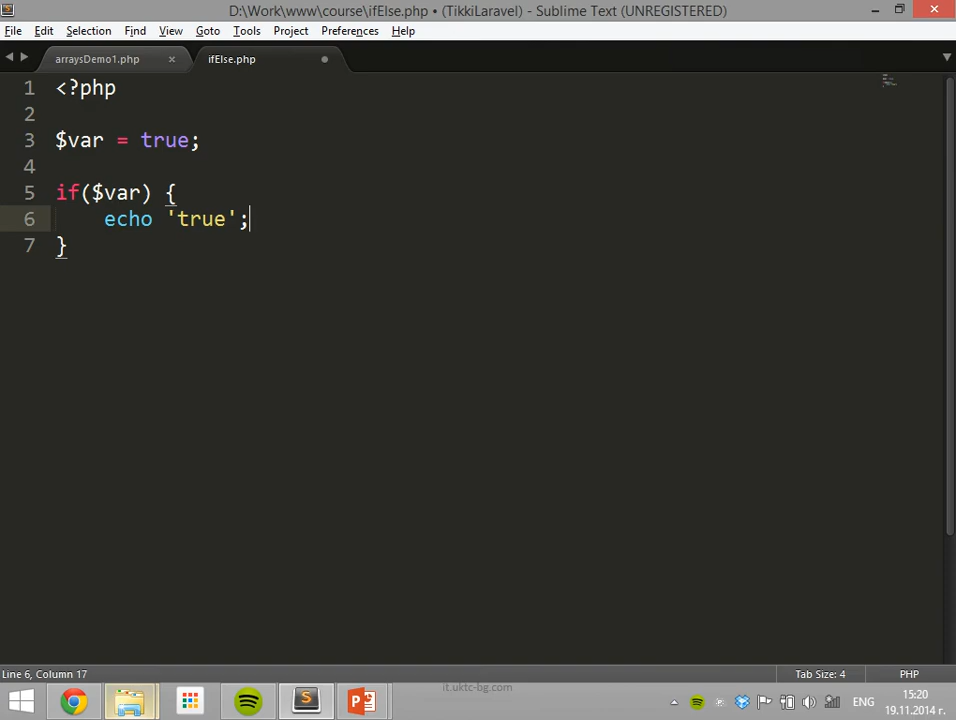 D:\Work\www\course\ifElse.php • (TikkiLaravel) - Sublime Text (UNREGISTERED)
File Edit Selection Find View Goto Tools Project Preferences Help
arraysDemo1.php ifElse.php
1 <?php
2
3 $var = true;
4
5 if($var) {
6 echo 'true';
7 }
Line 6, Column 17 Tab Size: 4 PHP
it.uktc-bg.com
ЕНГ 15:20
19.11.2014 г.